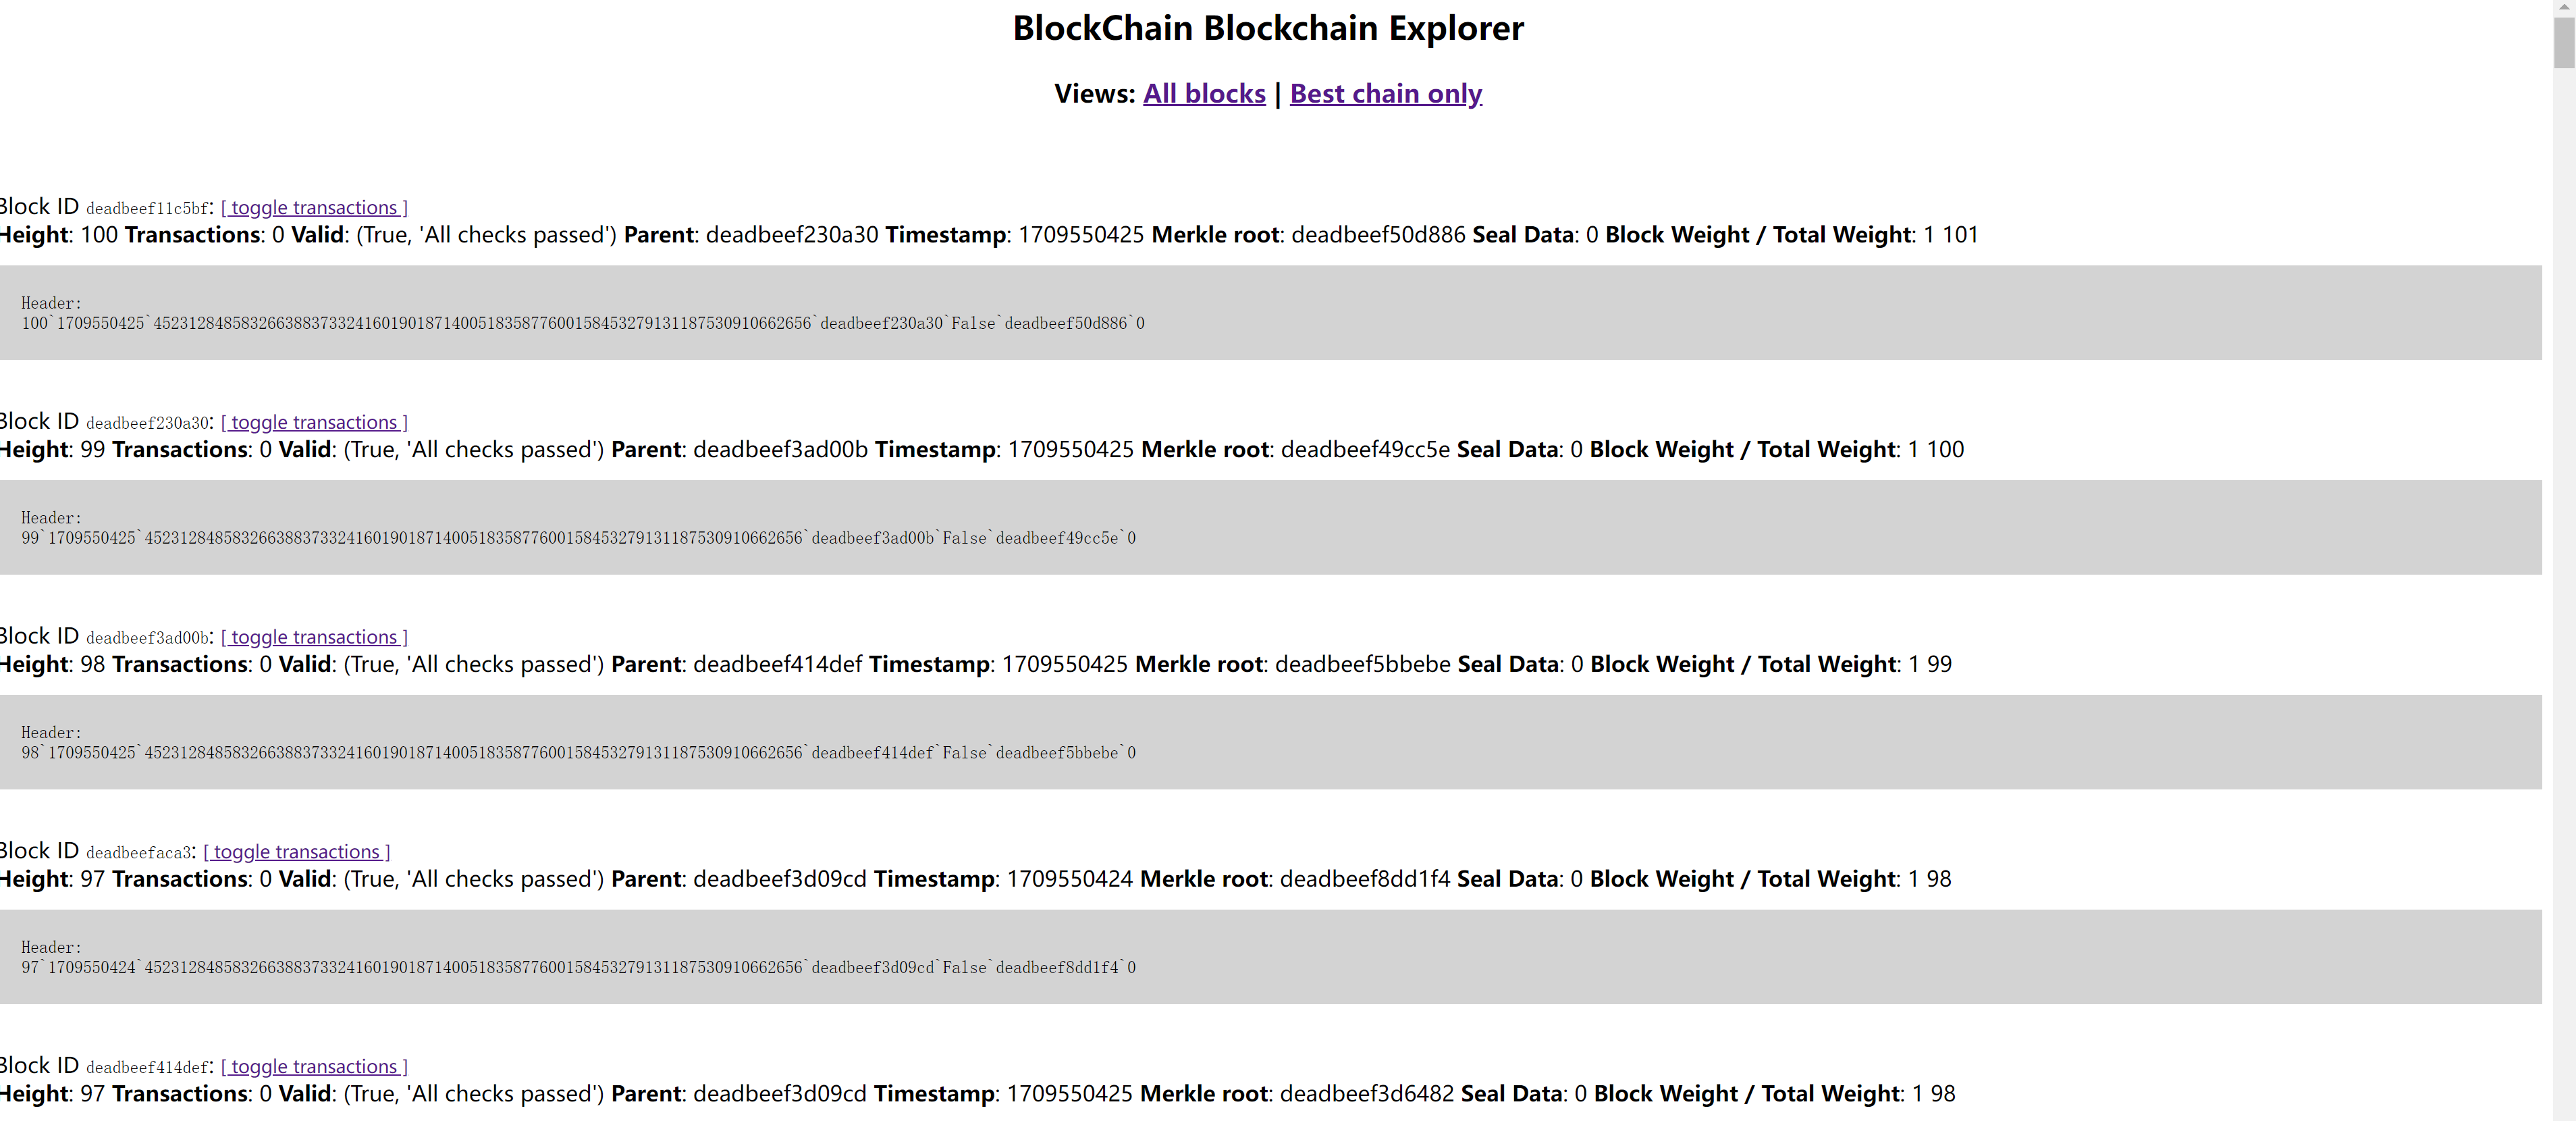 BlockChain Blockchain Explorer
Views: All blocks | Best chain only
Block ID deadbeef11c5bf: [ toggle transactions ]
Height: 100 Transactions: 0 Valid: (True, 'All checks passed') Parent: deadbeef230a30 Timestamp: 1709550425 Merkle root: deadbeef50d886 Seal Data: 0 Block Weight / Total Weight: 1 101
Header:
100`1709550425`452312848583266388373324160190187140051835877600158453279131187530910662656`deadbeef230a30`False`deadbeef50d886`0
Block ID deadbeef230a30: [ toggle transactions ]
Height: 99 Transactions: 0 Valid: (True, 'All checks passed') Parent: deadbeef3ad00b Timestamp: 1709550425 Merkle root: deadbeef49cc5e Seal Data: 0 Block Weight / Total Weight: 1 100
Header:
99`1709550425`452312848583266388373324160190187140051835877600158453279131187530910662656`deadbeef3ad00b`False`deadbeef49cc5e`0
Block ID deadbeef3ad00b: [ toggle transactions ]
Height: 98 Transactions: 0 Valid: (True, 'All checks passed') Parent: deadbeef414def Timestamp: 1709550425 Merkle root: deadbeef5bbebe Seal Data: 0 Block Weight / Total Weight: 1 99
Header:
98`1709550425`452312848583266388373324160190187140051835877600158453279131187530910662656`deadbeef414def`False`deadbeef5bbebe`0
Block ID deadbeefaca3: [ toggle transactions ]
Height: 97 Transactions: 0 Valid: (True, 'All checks passed') Parent: deadbeef3d09cd Timestamp: 1709550424 Merkle root: deadbeef8dd1f4 Seal Data: 0 Block Weight / Total Weight: 1 98
Header:
97`1709550424`452312848583266388373324160190187140051835877600158453279131187530910662656`deadbeef3d09cd`False`deadbeef8dd1f4`0
Block ID deadbeef414def: [ toggle transactions ]
Height: 97 Transactions: 0 Valid: (True, 'All checks passed') Parent: deadbeef3d09cd Timestamp: 1709550425 Merkle root: deadbeef3d6482 Seal Data: 0 Block Weight / Total Weight: 1 98